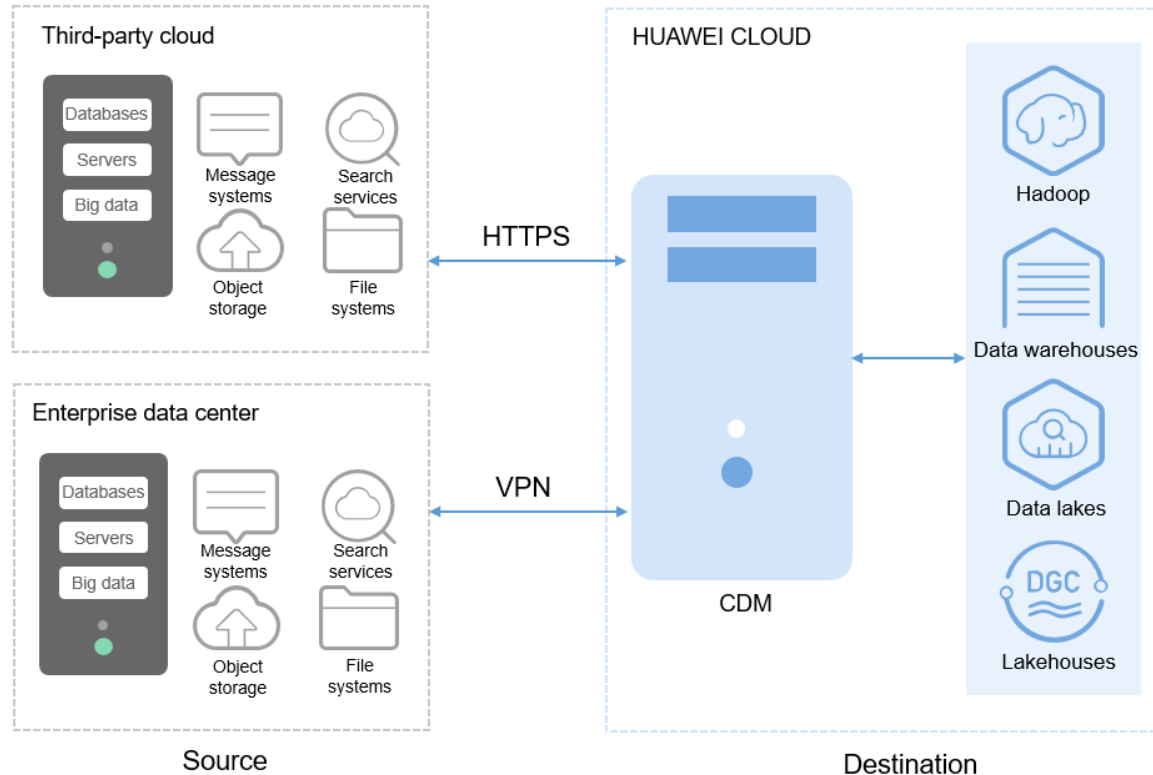 Third-party cloud
Databases
Servers
Big data
Message
systems
Search
services
Object
storage
File
systems
HTTPS
Enterprise data center
Databases
Servers
Big data
Message
systems
Search
services
Object
storage
File
systems
VPN
Source
HUAWEI CLOUD
CDM
Hadoop
Data warehouses
Data lakes
DGC
Lakehouses
Destination